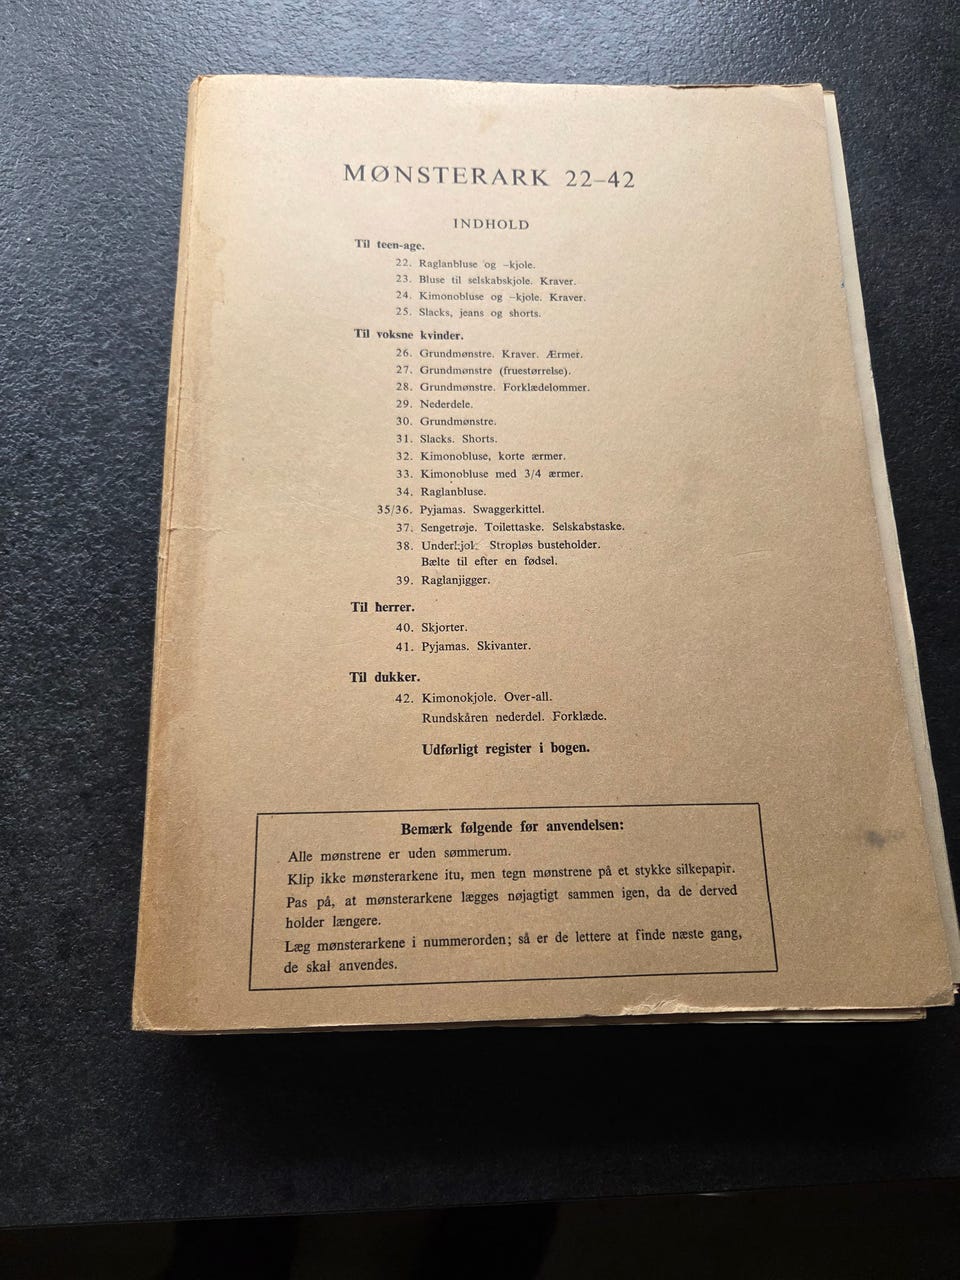 MØNSTERARK 22–42
INDHOLD
Til teen-age.
22. Raglanbluse og –kjole.
23. Bluse til selskabskjole. Kraver.
24. Kimonobluse og –kjole. Kraver.
25. Slacks, jeans og shorts.
Til voksne kvinder.
26. Grundmønstre. Kraver. Ærmer.
27. Grundmønstre (fruestørrelse).
28. Grundmønstre. Forklædelommer.
29. Nederdele.
30. Grundmønstre.
31. Slacks. Shorts.
32. Kimonobluse, korte ærmer.
33. Kimonobluse med 3/4 ærmer.
34. Raglanbluse.
35/36. Pyjamas. Swaggerkittel.
37. Sengetrøje. Toilettaske. Selskabstaske.
38. Underkjol. Stropløs busteholder.
Bælte til efter en fødsel.
39. Raglanjigger.
Til herrer.
40. Skjorter.
41. Pyjamas. Skivanter.
Til dukker.
42. Kimonokjole. Over-all.
Rundskåren nederdel. Forklæde.
Udførligt register i bogen.
Bemærk følgende før anvendelsen:
Alle mønstrene er uden sømmerum.
Klip ikke mønsterarkene itu, men tegn mønstrene på et stykke silkepapir.
Pas på, at mønsterarkene lægges nøjagtigt sammen igen, da de derved
holder længere.
Læg mønsterarkene i nummerorden; så er de lettere at finde næste gang,
de skal anvendes.